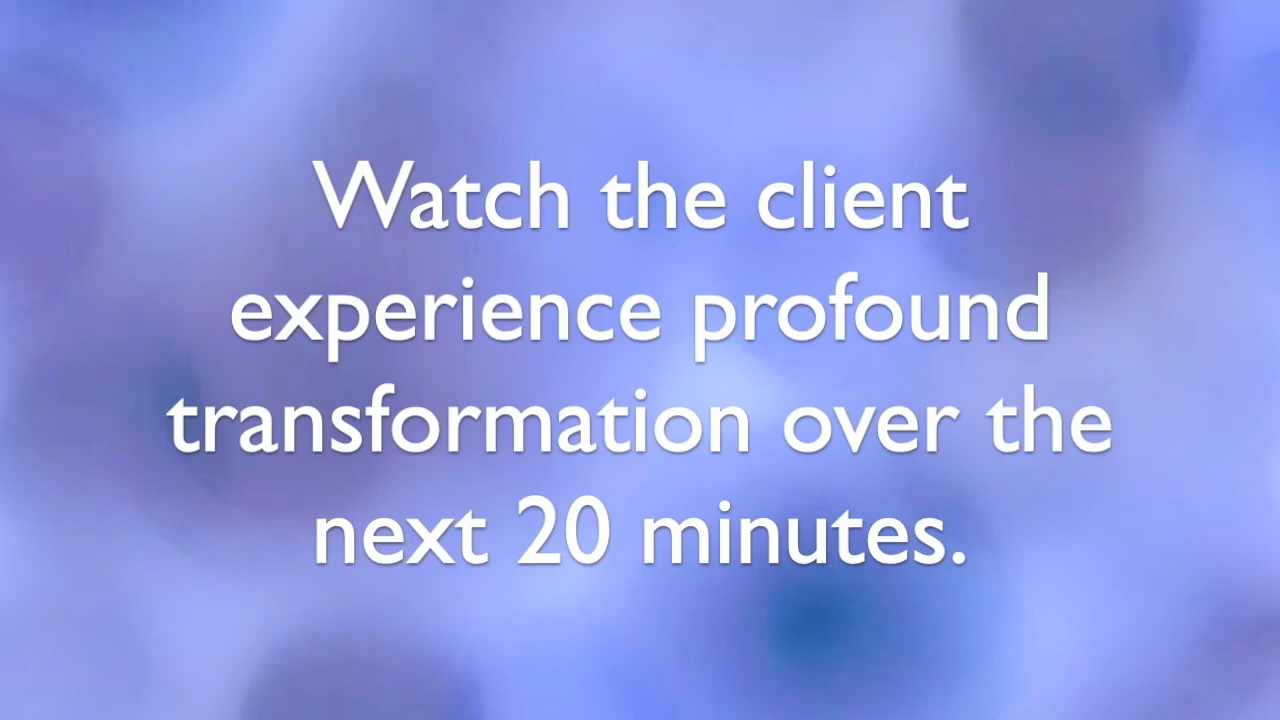 Watch the client
experience profound
transformation over the
next 20 minutes.